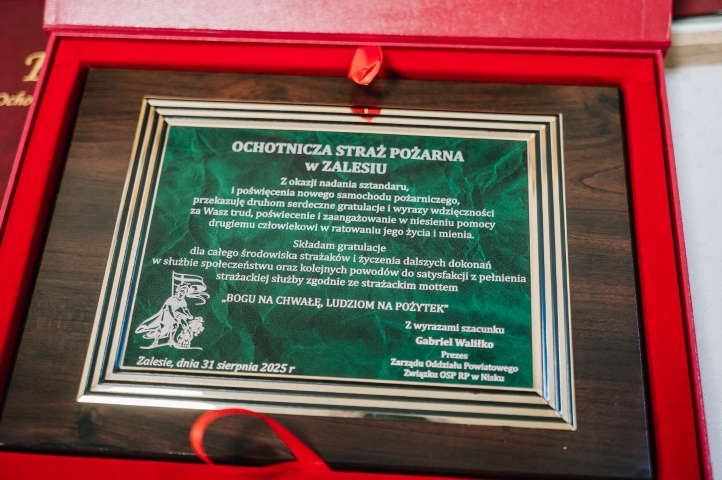 OCHOTNICZA STRAŻ POŻARNA
w ZALESIU
Z okazji nadania sztandaru,
i poświęcenia nowego samochodu pożarniczego,
przekazuję druhom serdeczne gratulacje i wyrazy wdzięczności
za Wasz trud, poświecenie i zaangażowanie w niesieniu pomocy
drugiemu człowiekowi w ratowaniu jego życia i mienia.
Składam gratulacje
dla całego środowiska strażaków i życzenia dalszych dokonań
w służbie społeczeństwu oraz kolejnych powodów do satysfakcji z pełnienia
strażackiej służby zgodnie ze strażackim mottem
„BOGU NA CHWAŁĘ, LUDZIOM NA POŻYTEK”
Z wyrazami szacunku
Gabriel Waliłko
Prezes
Zarządu Oddziału Powiatowego
Związku OSP RP w Nisku
Zalesie, dnia 31 sierpnia 2025 r